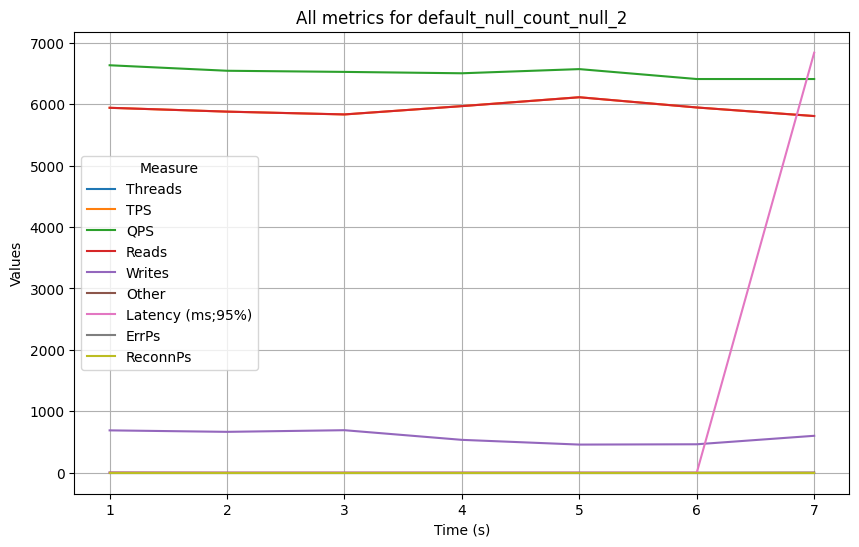 All metrics for default_null_count_null_2
7000
6000
5000
4000
3000
2000
1000
0
Values
Measure
Threads
TPS
QPS
Reads
Writes
Other
Latency (ms;95%)
ErrPs
ReconnPs
1 2 3 4 5 6 7
Time (s)